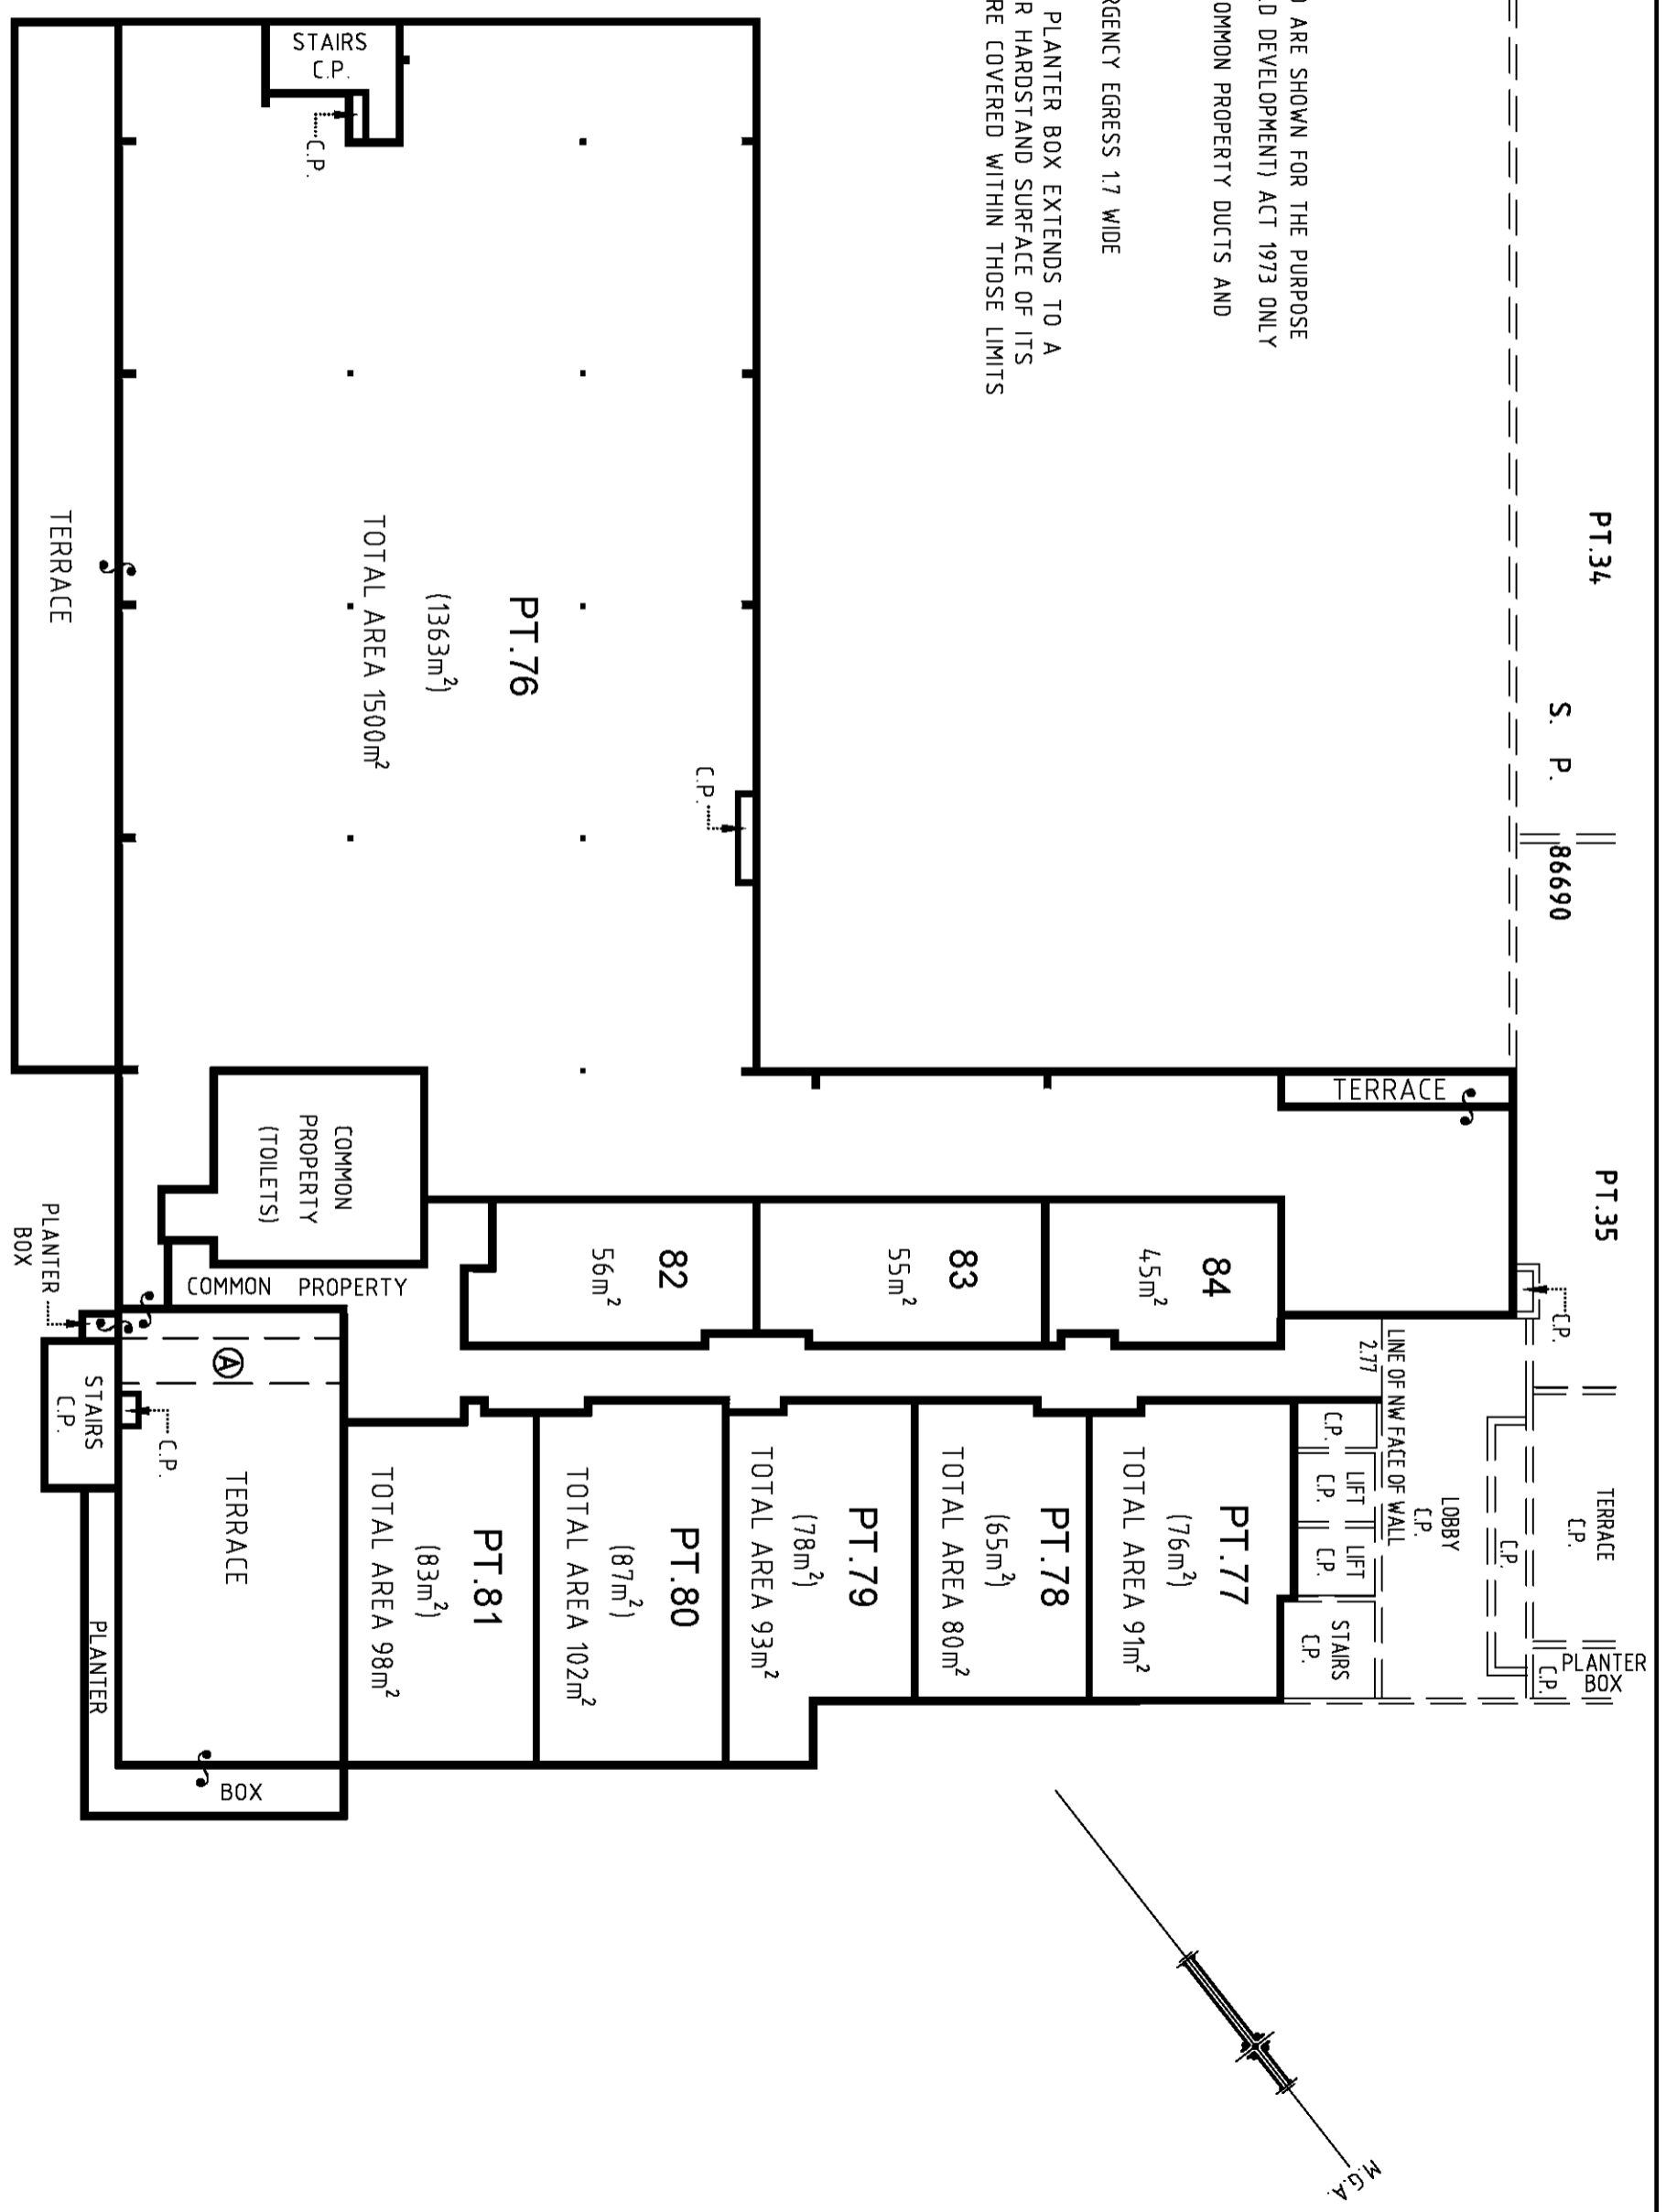 ) ARE SHOWN FOR THE PURPOSE
LD DEVELOPMENT) ACT 1973 ONLY
OMMON PROPERTY DUCTS AND
RGENCY EGRESS 1.7 WIDE
PLANTER BOX EXTENDS TO A
R HARDSTAND SURFACE OF ITS
RE COVERED WITHIN THOSE LIMITS
PT.34
S. P. 86690
PT.35
STAIRS
C.P.
C.P.
TERRACE
PT.76
(1363m²)
TOTAL AREA 1500m²
C.P.
TERRACE
C.P.
COMMON
PROPERTY
(TOILETS)
COMMON PROPERTY
PLANTER
BOX
84
45m²
83
55m²
82
56m²
LINE OF NW FACE OF WALL
2.77
LOBBY
C.P.
TERRACE
C.P.
C.P.
PLANTER
BOX
C.P.
C.P.
LIFT
C.P.
LIFT
C.P.
STAIRS
C.P.
PT.77
(76m²)
TOTAL AREA 91m²
PT.78
(65m²)
TOTAL AREA 80m²
PT.79
(78m²)
TOTAL AREA 93m²
PT.80
(87m²)
TOTAL AREA 102m²
PT.81
(83m²)
TOTAL AREA 98m²
A
C.P.
TERRACE
STAIRS
C.P.
PLANTER
BOX
M.G.A.